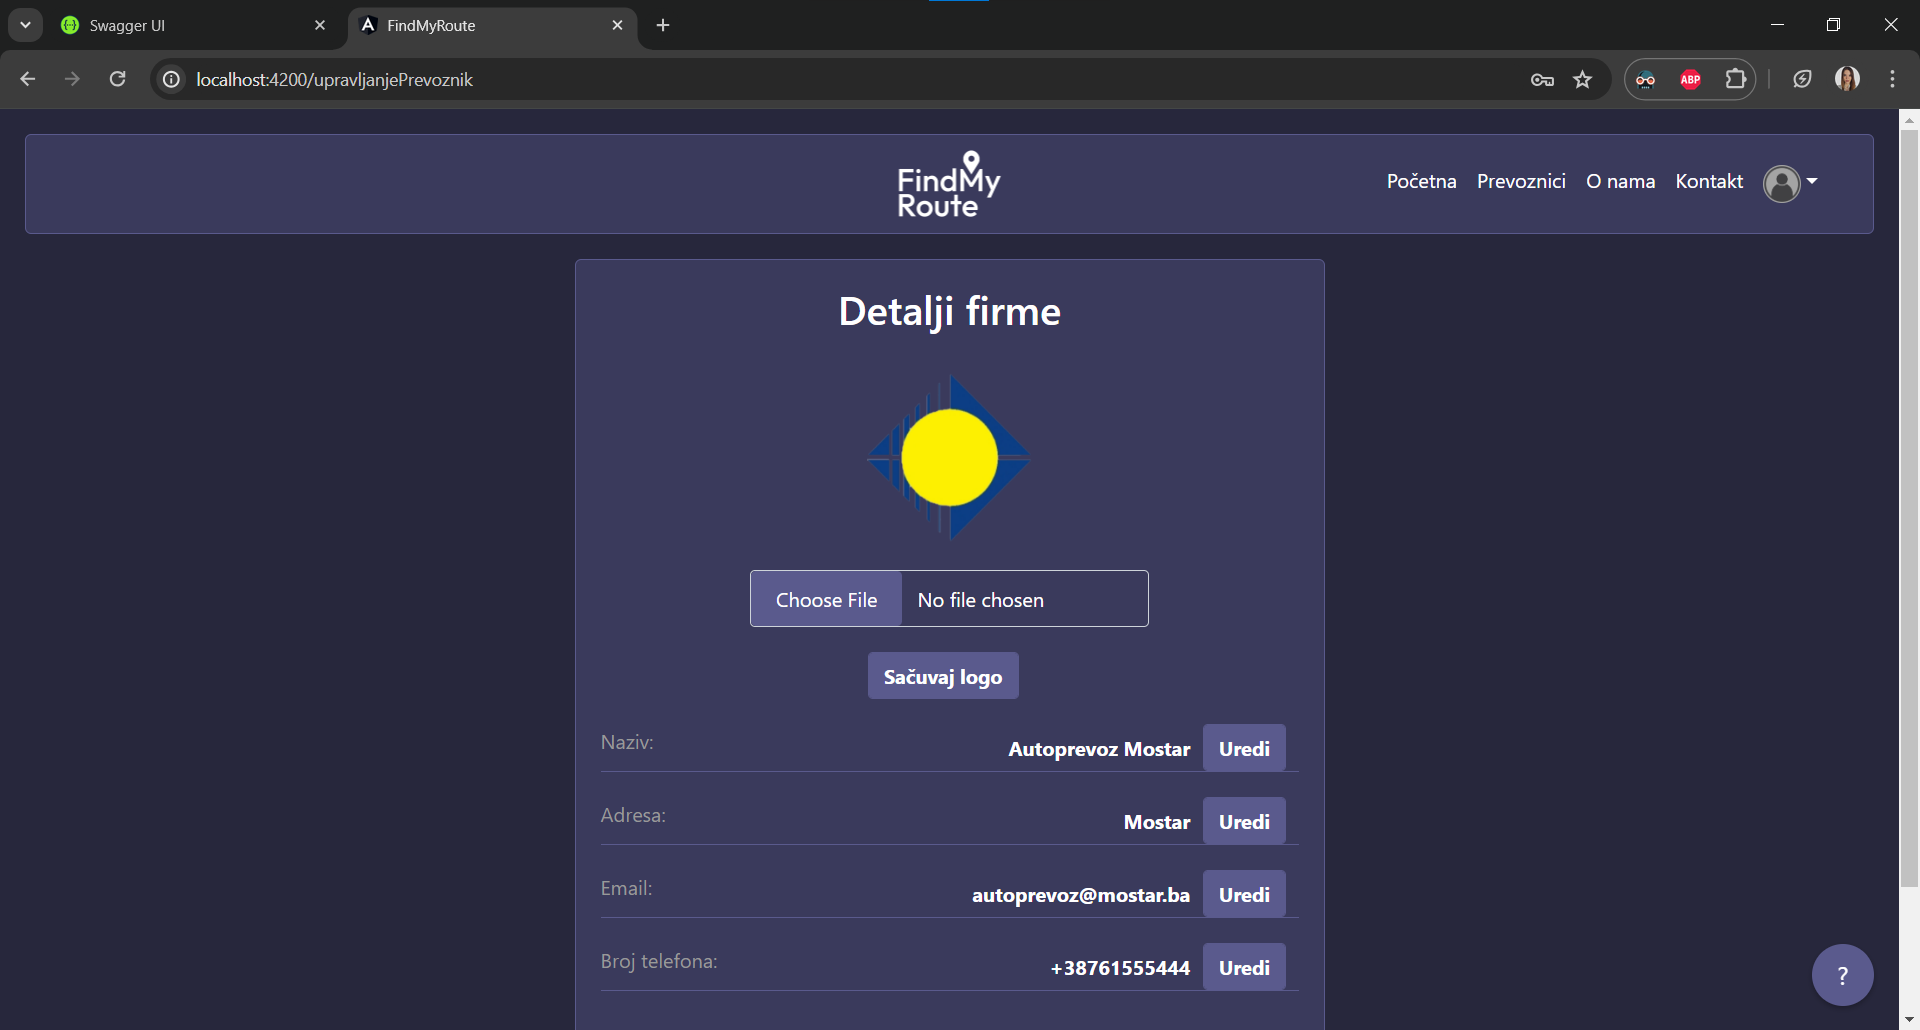 Swagger UI
FindMyRoute
localhost:4200/upravljanjePrevoznik
ABP
FindMy
Route
Početna Prevoznici O nama Kontakt
Detalji firme
Choose File No file chosen
Sačuvaj logo
Naziv: Autoprevoz Mostar Uredi
Adresa: Mostar Uredi
Email: autoprevoz@mostar.ba Uredi
Broj telefona: +38761555444 Uredi
?